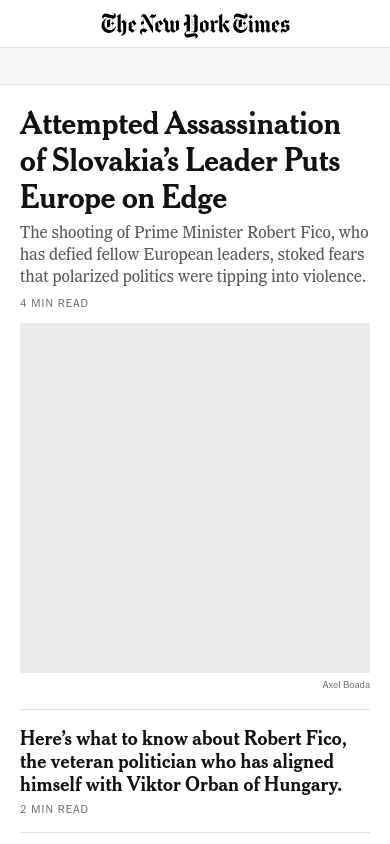 The New York Times
Attempted Assassination
of Slovakia’s Leader Puts
Europe on Edge
The shooting of Prime Minister Robert Fico, who
has defied fellow European leaders, stoked fears
that polarized politics were tipping into violence.
4 MIN READ
Axel Boada
Here’s what to know about Robert Fico,
the veteran politician who has aligned
himself with Viktor Orban of Hungary.
2 MIN READ